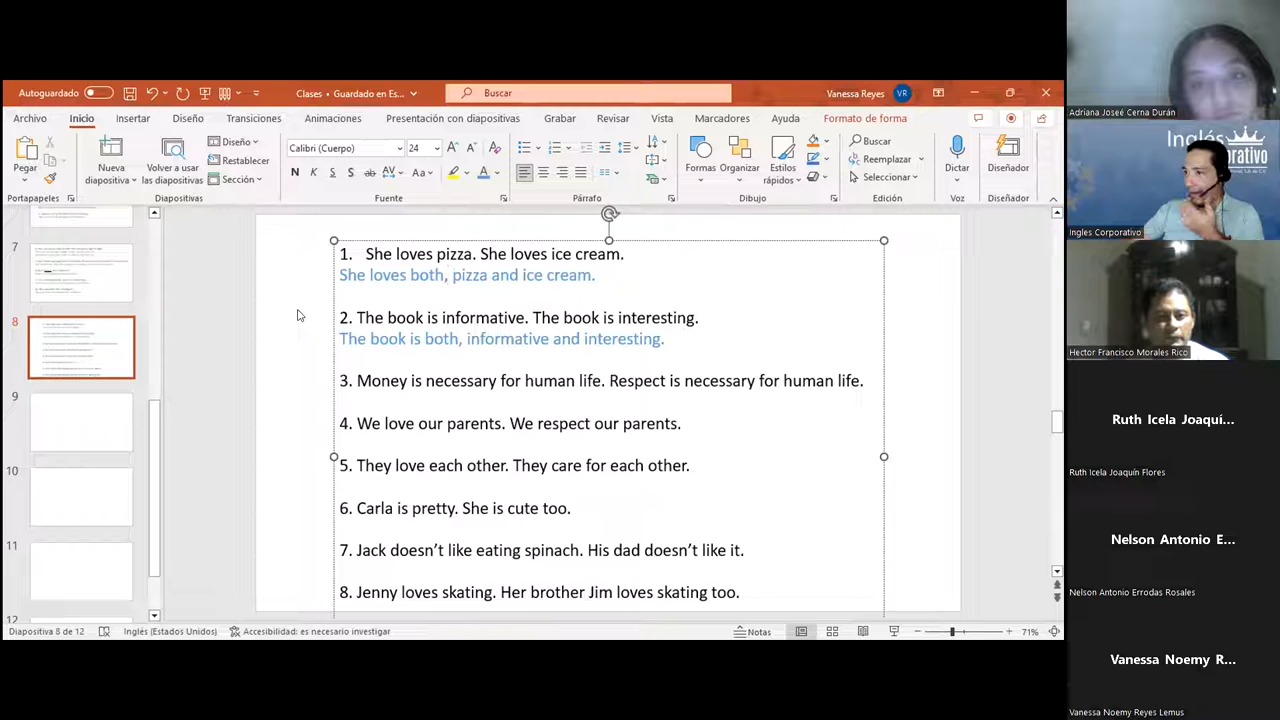 Autoguardado
Clases • Guardado en Es...
Buscar
Vanessa Reyes
VR
Archivo
Inicio
Insertar
Diseño
Transiciones
Animaciones
Presentación con diapositivas
Grabar
Revisar
Vista
Marcadores
Ayuda
Formato de forma
Pegar
Portapapeles
Nueva diapositiva
Volver a usar las diapositivas
Diseño
Restablecer
Sección
Diapositivas
Calibri (Cuerpo)
24
N K S S ab AV Aa
Fuente
Párrafo
Formas
Organizar
Estilos rápidos
Dibujo
Buscar
Reemplazar
Seleccionar
Edición
Dictar
Voz
Diseñador
Diseñador
7
8
9
10
11
12
1. She loves pizza. She loves ice cream.
She loves both, pizza and ice cream.
2. The book is informative. The book is interesting.
The book is both, informative and interesting.
3. Money is necessary for human life. Respect is necessary for human life.
4. We love our parents. We respect our parents.
5. They love each other. They care for each other.
6. Carla is pretty. She is cute too.
7. Jack doesn’t like eating spinach. His dad doesn’t like it.
8. Jenny loves skating. Her brother Jim loves skating too.
Diapositiva 8 de 12
Inglés (Estados Unidos)
Accesibilidad: es necesario investigar
Notas
71%
Adriana Joseé Cerna Durán
Inglés
Ingles Corporativo
Hector Francisco Morales Rico
Ruth Icela Joaquí...
Ruth Icela Joaquín Flores
Nelson Antonio E...
Nelson Antonio Errodas Rosales
Vanessa Noemy R...
Vanessa Noemy Reyes Lemus